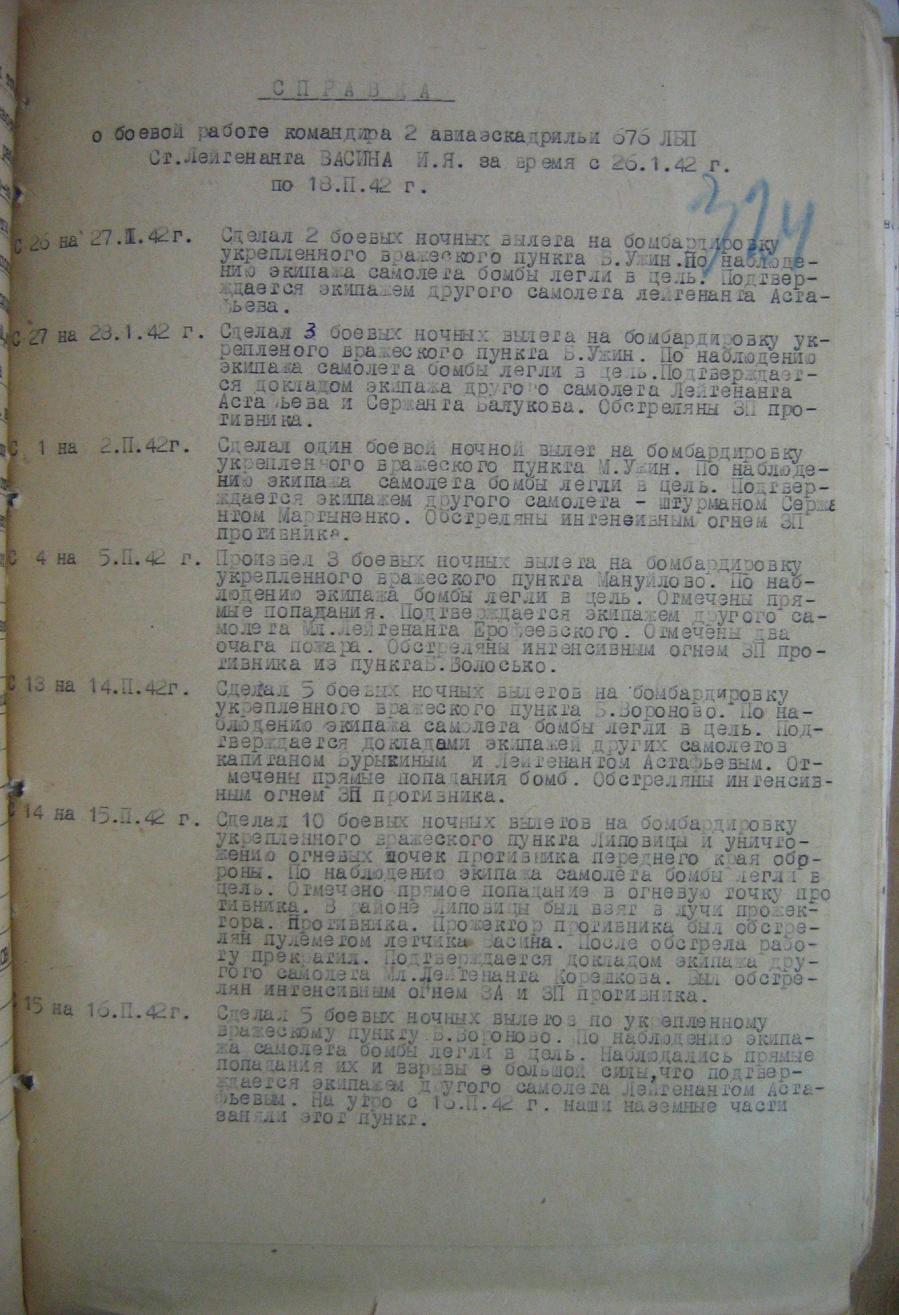 СПРАВКА
о боевой работе командира 2 авиаэскадрильи 676 ЛБП
Ст.Лейтенанта ВАСИНА И.Я. за время с 26.1.42 г.
по 18.П.42 г.
324
С 26 на 27.I.42г. Сделал 2 боевых ночных вылета на бомбардировку
укрепленного вражеского пункта Б.Ужин.По наблюде-
нию экипажа самолета бомбы легли в цель. Подтвер-
ждается экипажем другого самолета лейтенанта Аста-
фьева.
С 27 на 28.1.42 г. Сделал 3 боевых ночных вылета на бомбардировку ук-
репленого вражеского пункта Б.Ужин. По наблюдению
экипажа самолета бомбы легли в цель.Подтверждает-
ся докладом экипажа другого самолета Лейтенанта
Астафьева и Сержанта Балукова. Обстреляны ЗП про-
тивника.
С 1 на 2.П.42г. Сделал один боевой ночной вылет на бомбардировку
укрепленного вражеского пункта М.Ужин. По наблюде-
нию экипажа самолета бомбы легли в цель. Подтвер-
ждается экипажем другого самолета - штурманом Сержа
нтом Мартыненко. Обстреляны интенсивным огнем ЗП
противника.
С 4 на 5.П.42 г. Произвел 3 боевых ночных вылета на бомбардировку
укрепленного вражеского пункта Мануйлово. По наб-
людению экипажа бомбы легли в цель. Отмечены пря-
мые попадания. Подтверждается экипажем другого са-
молета Мл.Лейтенанта Ерофеевского. Отмечены два
очага пожара. Обстреляны интенсивным огнем ЗП про-
тивника из пунктаБ.Волосько.
С 13 на 14.П.42г. Сделал 5 боевых ночных вылетов на бомбардировку
укрепленного вражеского пункта Б.Вороново. По на-
блюдению экипажа самолета бомбы легли в цель. Под-
тверждается докладами экипажей других самолетов
капитаном Бурыкиным и Лейтенантом Астафьевым. От-
мечены прямые попадания бомб. Обстреляны интенсив-
ным огнем ЗП противника.
С 14 на 15.П.42 г. Сделал 10 боевых ночных вылетов на бомбардировку
укрепленного вражеского пункта Липовицы и уничто-
жению огневых точек противника переднего края обо-
роны. По наблюдению экипажа самолета бомбы легли в
цель. Отмечено прямое попадание в огневую точку про
тивника. В районе Липовицы был взят в лучи прожек-
тора. Противника. Прожектор противника был обстре-
лян пулеметом летчика Васина. После обстрела рабо-
ту прекратил. Подтверждается докладом экипажа дру-
гого самолета Мл.Лейтенанта Корешкова. Был обстре-
лян интенсивным огнем ЗА и ЗП противника.
С 15 на 16.П.42г. Сделал 5 боевых ночных вылетов по укрепленному
вражескому пункту Б.Вороново. По наблюдению экипа-
жа самолета бомбы легли в цель. Наблюдались прямые
попадания их и взрывы большой силы,что подтвер-
ждается экипажем другого самолета Лейтенантом Аста-
фьевым. На утро с 16.П.42 г. наши наземные части
заняли этот пункт.